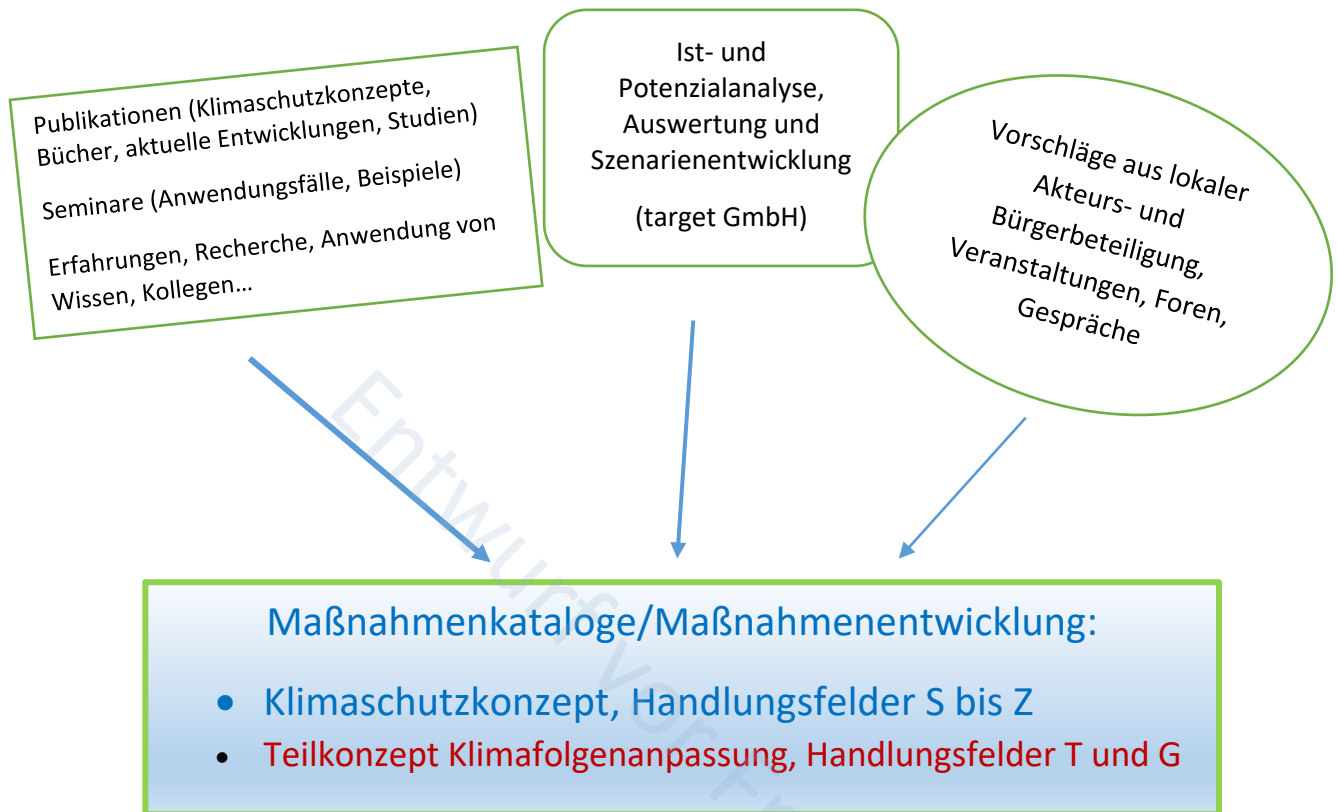 Publikationen (Klimaschutzkonzepte,
Bücher, aktuelle Entwicklungen, Studien)
Seminare (Anwendungsfälle, Beispiele)
Erfahrungen, Recherche, Anwendung von
Wissen, Kollegen…
Ist- und
Potenzialanalyse,
Auswertung und
Szenarienentwicklung
(target GmbH)
Vorschläge aus lokaler
Akteurs- und
Bürgerbeteiligung,
Veranstaltungen, Foren,
Gespräche
Entwurf vor
Maßnahmenkataloge/Maßnahmenentwicklung:
• Klimaschutzkonzept, Handlungsfelder S bis Z
• Teilkonzept Klimafolgenanpassung, Handlungsfelder T und G